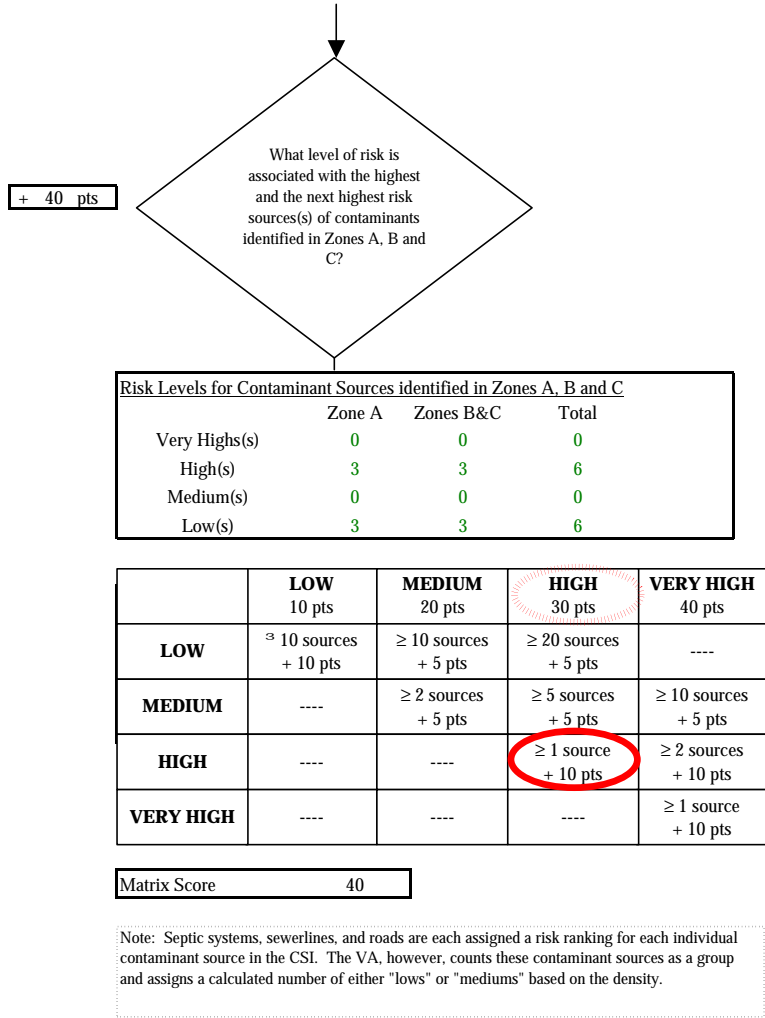 What level of risk is
associated with the highest
and the next highest risk
sources(s) of contaminants
identified in Zones A, B and
C?
+ 40 pts
Risk Levels for Contaminant Sources identified in Zones A, B and C
Zone A Zones B&C Total
Very Highs(s) 0 0 0
High(s) 3 3 6
Medium(s) 0 0 0
Low(s) 3 3 6
LOW MEDIUM HIGH VERY HIGH
10 pts 20 pts 30 pts 40 pts
LOW ³ 10 sources + 10 pts ≥ 10 sources + 5 pts ≥ 20 sources + 5 pts ----
MEDIUM ---- ≥ 2 sources + 5 pts ≥ 5 sources + 5 pts ≥ 10 sources + 5 pts
HIGH ---- ---- ≥ 1 source + 10 pts ≥ 2 sources + 10 pts
VERY HIGH ---- ---- ---- ≥ 1 source + 10 pts
Matrix Score 40
Note: Septic systems, sewerlines, and roads are each assigned a risk ranking for each individual
contaminant source in the CSI. The VA, however, counts these contaminant sources as a group
and assigns a calculated number of either "lows" or "mediums" based on the density.